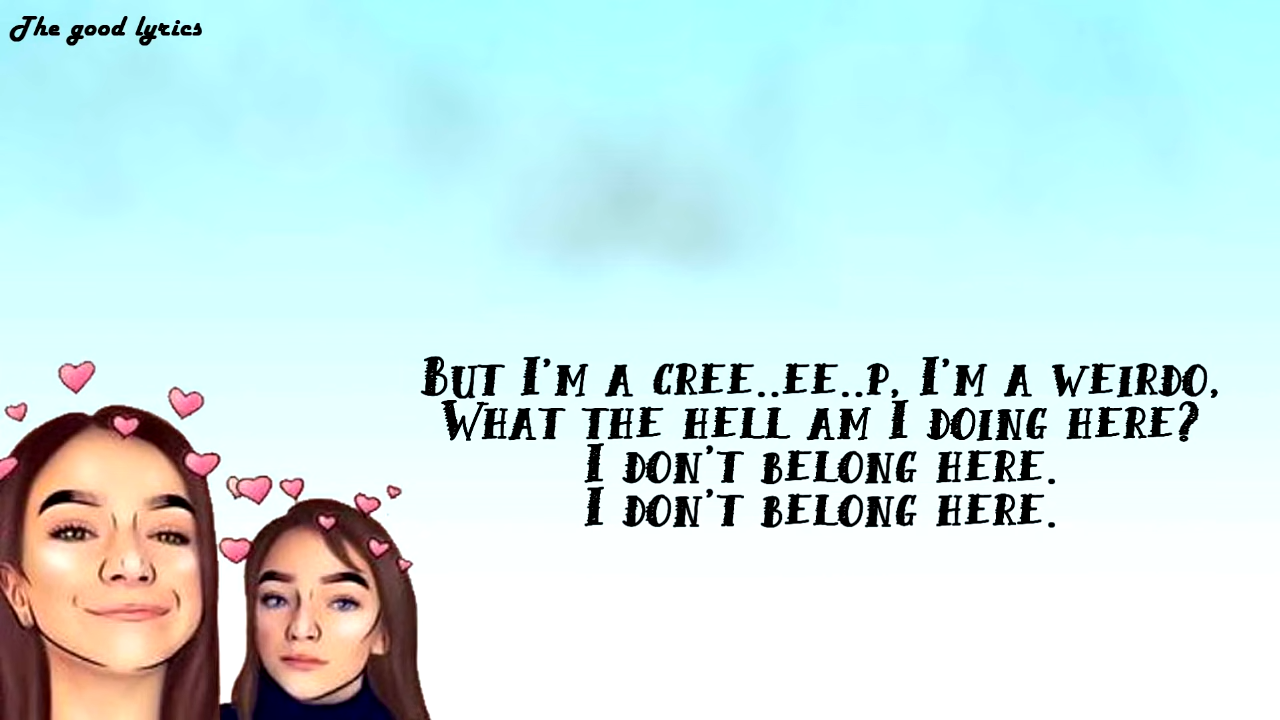 The good lyrics
But I'm a cree..ee..p, I'm a weirdo,
What the hell am I doing here?
I don't belong here.
I don't belong here.